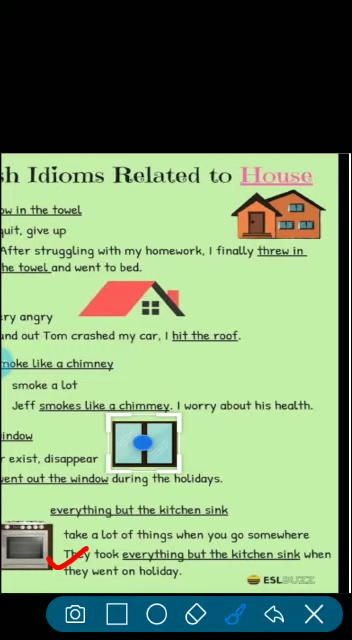 sh Idioms Related to House
ow in the towel
quit, give up
After struggling with my homework, I finally threw in
he towel and went to bed.
ery angry
und out Tom crashed my car, I hit the roof.
moke like a chimney
smoke a lot
Jeff smokes like a chimmey. I worry about his health.
indow
r exist, disappear
went out the window during the holidays.
everything but the kitchen sink
take a lot of things when you go somewhere
They took everything but the kitchen sink when
they went on holiday.
ESLBUZZ